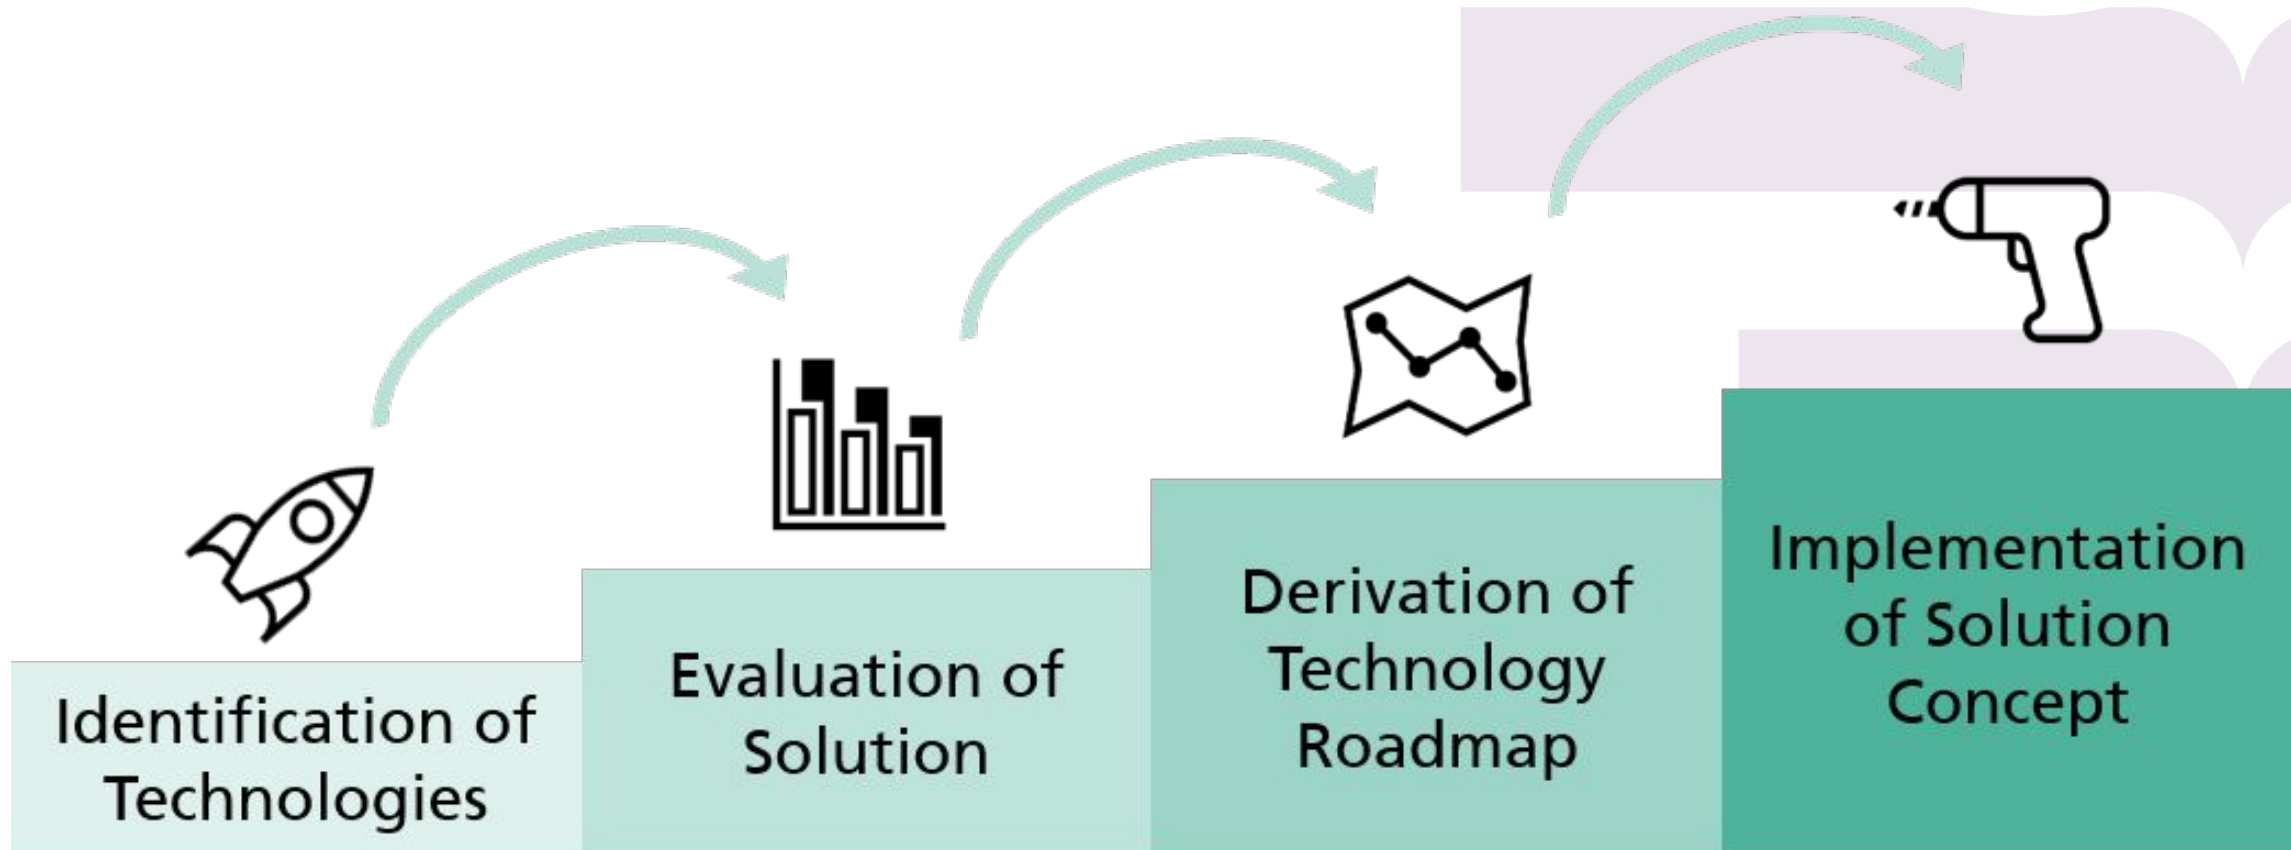 Identification of
Technologies
Evaluation of
Solution
Derivation of
Technology
Roadmap
Implementation
of Solution
Concept